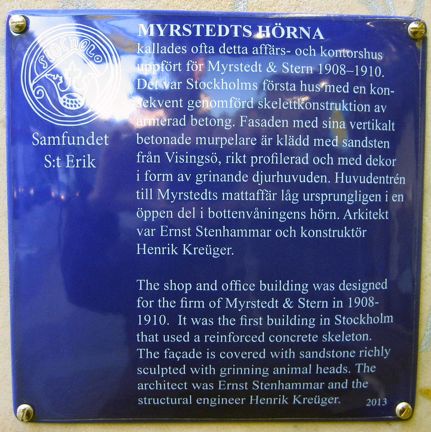 STOCKHOLM
Samfundet
S:t Erik
MYRSTEDTS HÖRNA
kallades ofta detta affärs- och kontorshus
uppfört för Myrstedt & Stern 1908–1910.
Det var Stockholms första hus med en kon-
sekvent genomförd skelettkonstruktion av
armerad betong. Fasaden med sina vertikalt
betonade murpelare är klädd med sandsten
från Visingsö, rikt profilerad och med dekor
i form av grinande djurhuvuden. Huvudentrén
till Myrstedts mattaffär låg ursprungligen i en
öppen del i bottenvåningens hörn. Arkitekt
var Ernst Stenhammar och konstruktör
Henrik Kreüger.
The shop and office building was designed
for the firm of Myrstedt & Stern in 1908-
1910. It was the first building in Stockholm
that used a reinforced concrete skeleton.
The façade is covered with sandstone richly
sculpted with grinning animal heads. The
architect was Ernst Stenhammar and the
structural engineer Henrik Kreüger. 2013